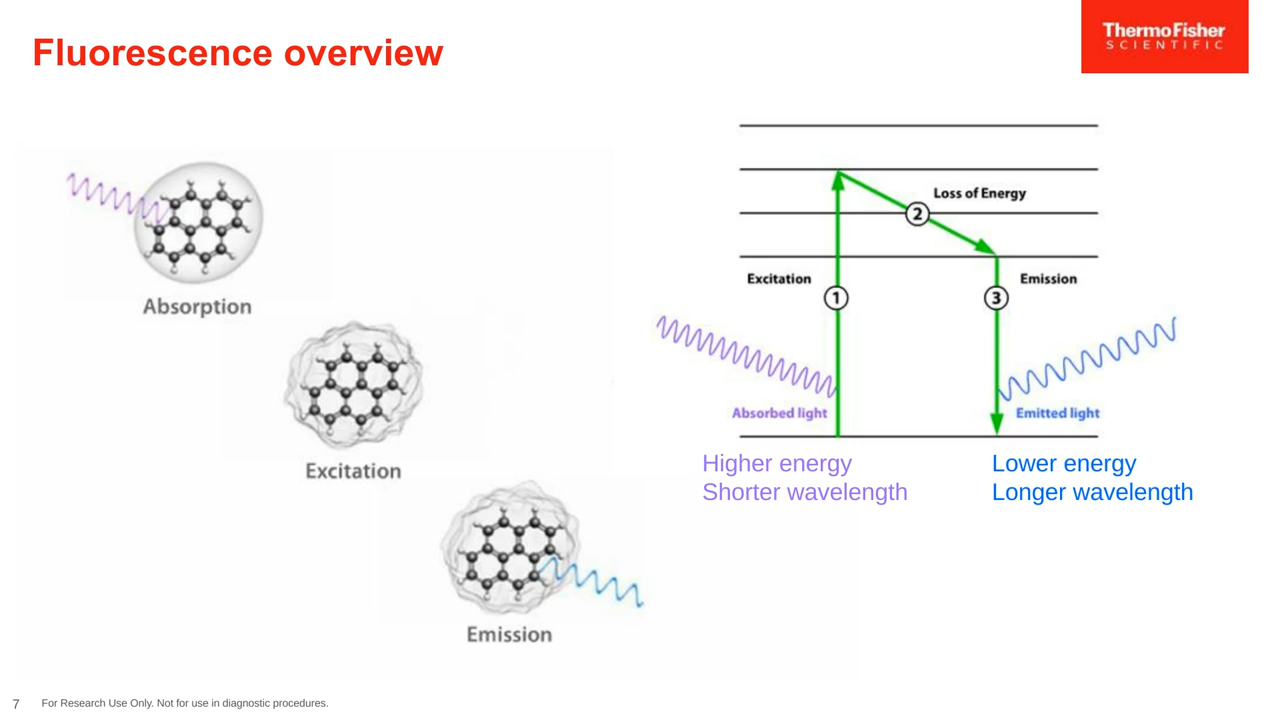 Fluorescence overview
ThermoFisher
SCIENTIFIC
Absorption
Excitation
Emission
Loss of Energy
2
Excitation
Emission
1
3
Absorbed light
Emitted light
Higher energy
Shorter wavelength
Lower energy
Longer wavelength
7
For Research Use Only. Not for use in diagnostic procedures.